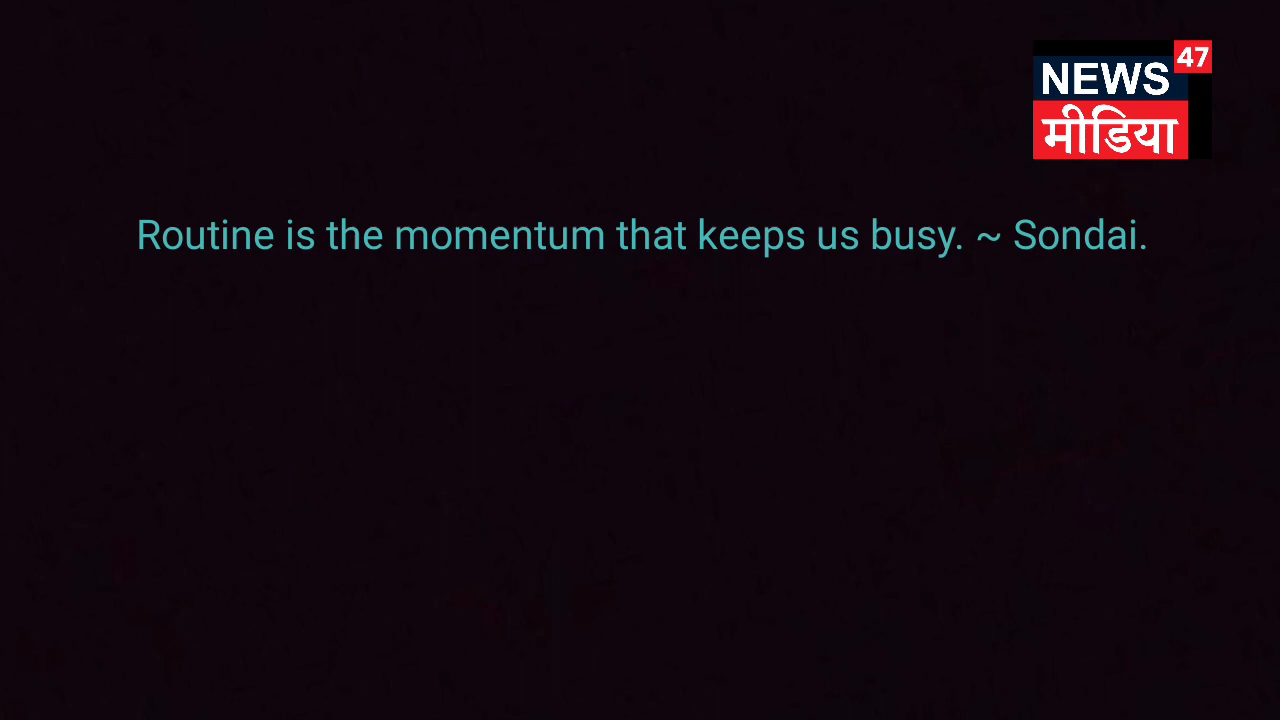 47
NEWS
मीडिया
Routine is the momentum that keeps us busy. ~ Sondai.